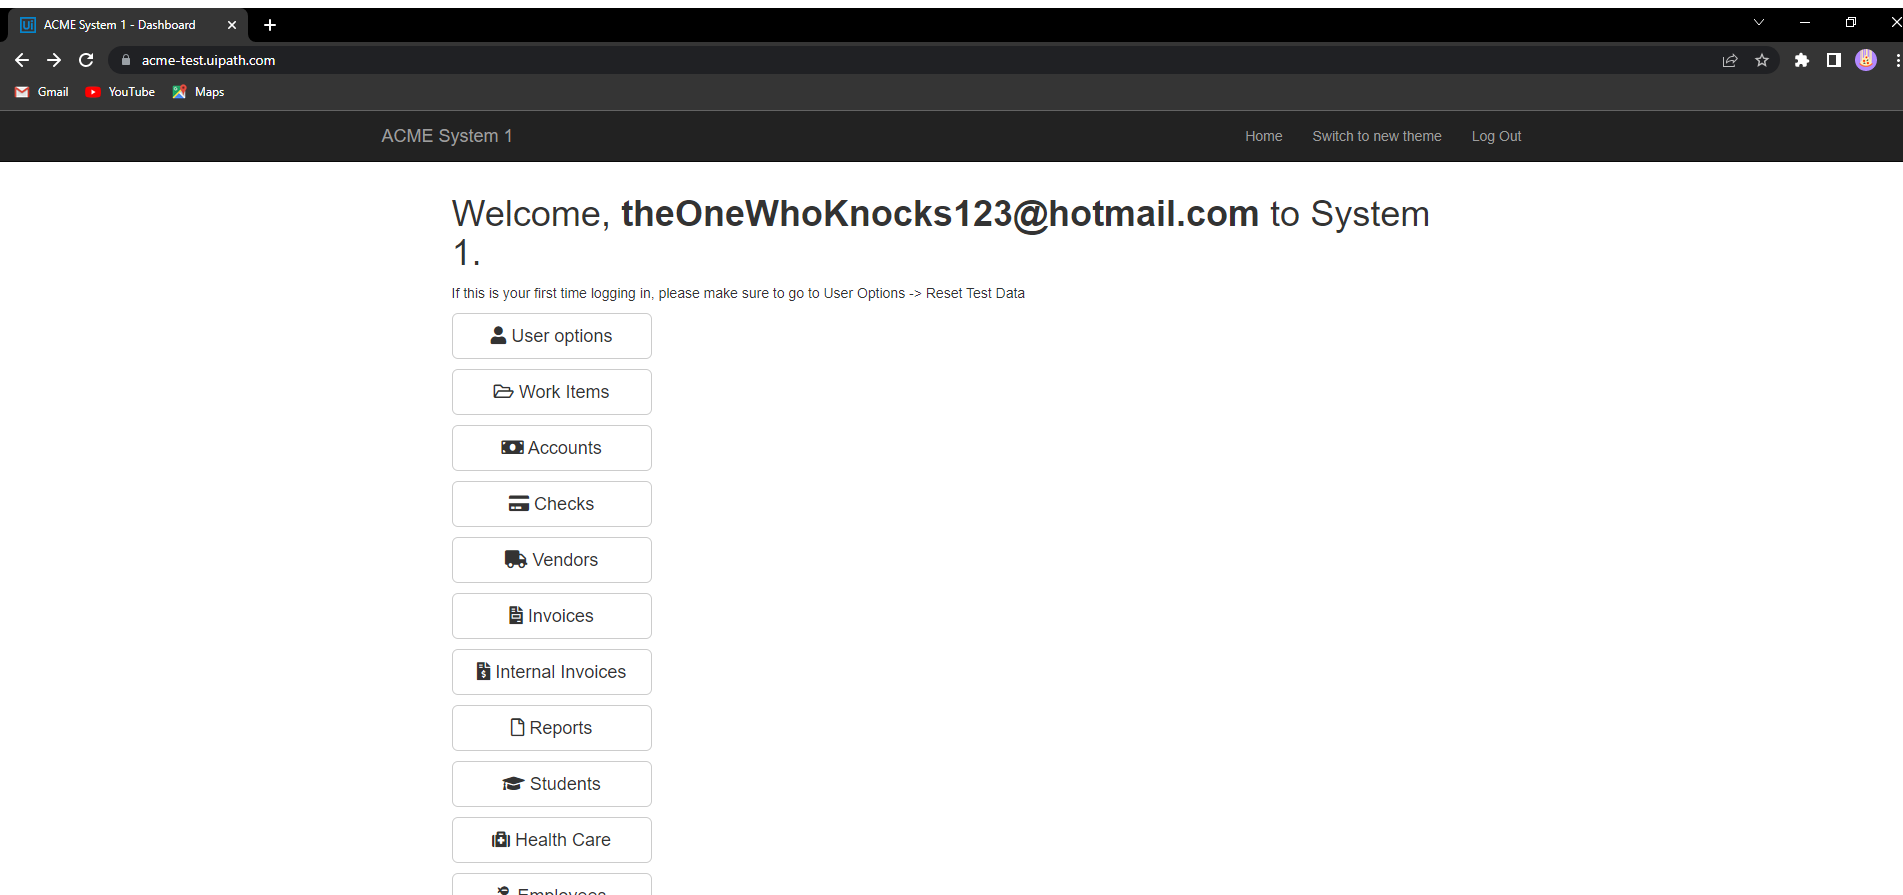 ACME System 1 - Dashboard
acme-test.uipath.com
Gmail YouTube Maps
ACME System 1 Home Switch to new theme Log Out
Welcome, theOneWhoKnocks123@hotmail.com to System
1.
If this is your first time logging in, please make sure to go to User Options -> Reset Test Data
User options
Work Items
Accounts
Checks
Vendors
Invoices
Internal Invoices
Reports
Students
Health Care
Employees